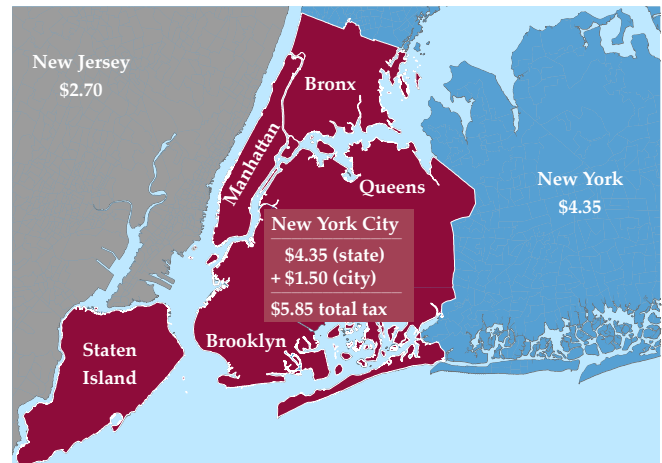 New Jersey
$2.70
Bronx
Manhattan
Queens
New York
$4.35
New York City
$4.35 (state)
+ $1.50 (city)
$5.85 total tax
Brooklyn
Staten
Island